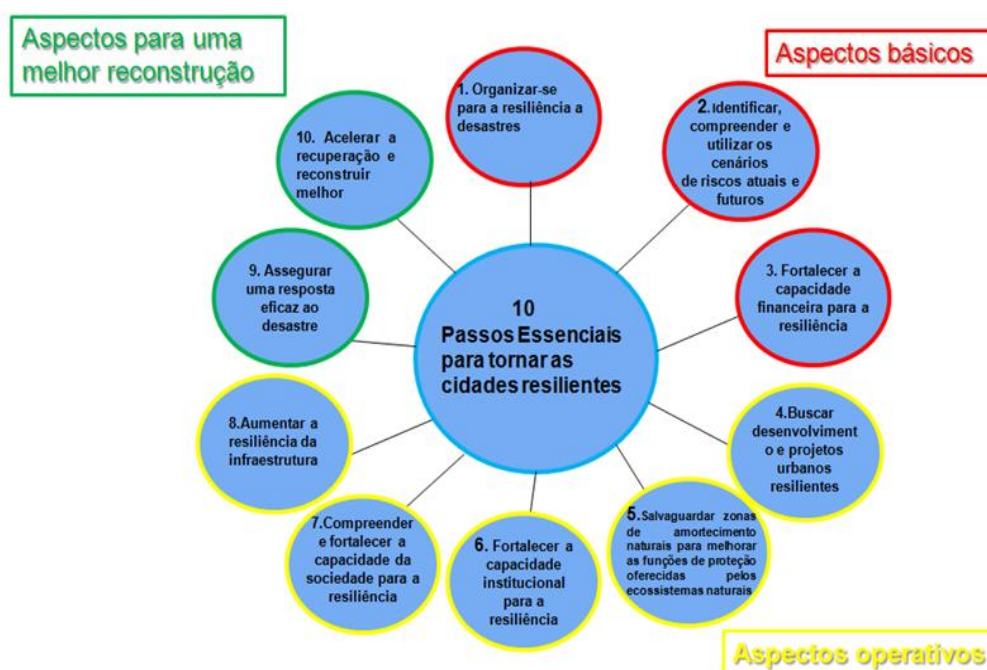 Aspectos para uma
melhor reconstrução
Aspectos básicos
1. Organizar-se
para a resiliência a
desastres
2.Identificar,
compreender e
utilizar os
cenários
de riscos atuais e
futuros
3. Fortalecer a
capacidade
financeira para a
resiliência
4.Buscar
desenvolviment
o e projetos
urbanos
resilientes
5.Salvaguardar zonas
de amortecimento
naturais para melhorar
as funções de proteção
oferecidas pelos
ecossistemas naturais
6. Fortalecer a
capacidade
institucional
para a
resiliência
7.Compreender
e fortalecer a
capacidade da
sociedade para a
resiliência
8.Aumentar a
resiliência da
infraestrutura
9. Assegurar
uma resposta
eficaz ao
desastre
10. Acelerar a
recuperação e
reconstruir
melhor
10
Passos Essenciais
para tornar as
cidades resilientes
Aspectos operativos